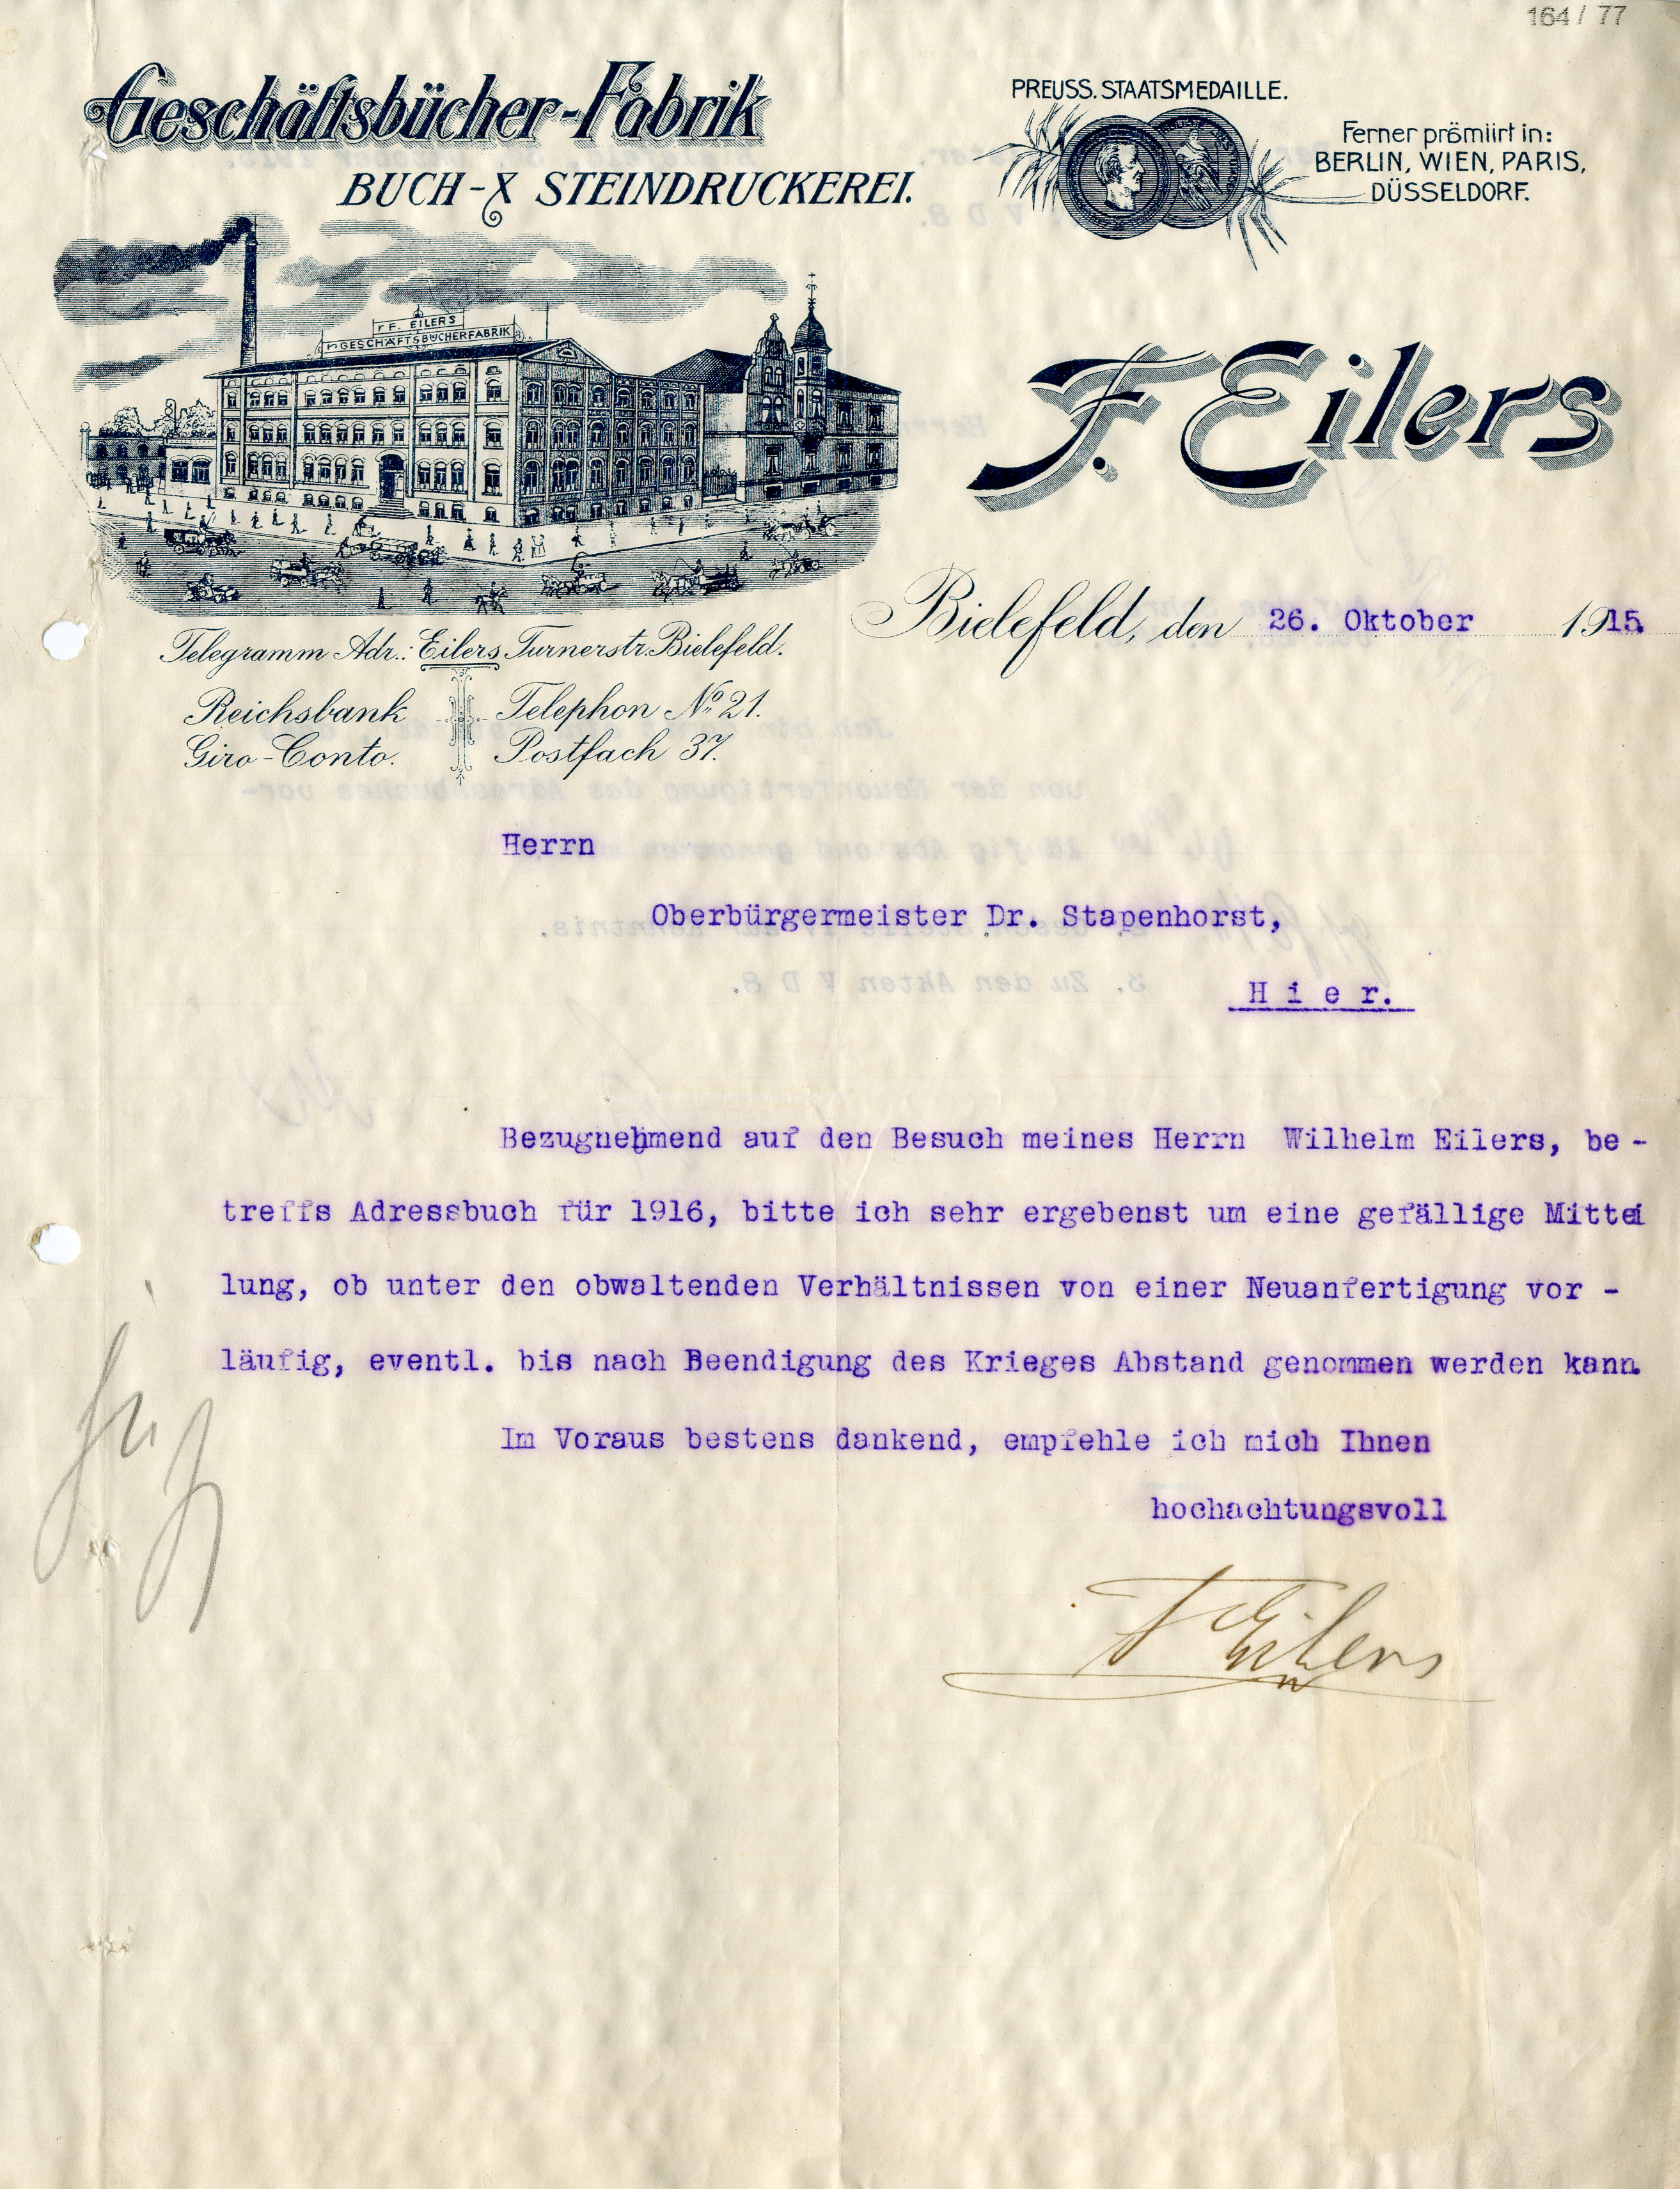 164 / 77
Geschäftsbücher-Fabrik
BUCH-& STEINDRUCKEREI.
PREUSS. STAATSMEDAILLE.
Ferner prämiirt in:
BERLIN, WIEN, PARIS,
DÜSSELDORF.
F. EILERS
GESCHÄFTSBÜCHERFABRIK
F. Eilers
Bielefeld, den 26. Oktober 1915.
Telegramm Adr.: Eilers Turnerstr. Bielefeld.
Reichsbank Telephon No. 21.
Giro-Conto. Postfach 37.
Herrn
Oberbürgermeister Dr. Stapenhorst,
Hier.
Bezugnehmend auf den Besuch meines Herrn Wilhelm Eilers, be-
treffs Adressbuch für 1916, bitte ich sehr ergebenst um eine gefällige Mittei
lung, ob unter den obwaltenden Verhältnissen von einer Neuanfertigung vor -
läufig, eventl. bis nach Beendigung des Krieges Abstand genommen werden kann.
Im Voraus bestens dankend, empfehle ich mich Ihnen
hochachtungsvoll
F Eilers